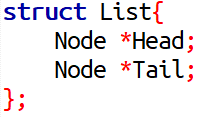 struct List{
    Node *Head;
    Node *Tail;
};